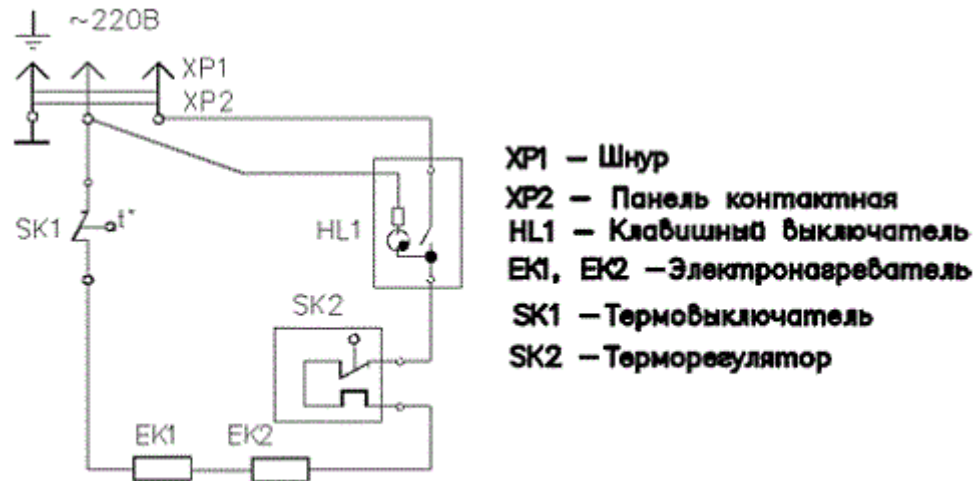 ~220В
XP1
XP2
SK1
t°
HL1
SK2
EK1
EK2
XP1 – Шнур
XP2 – Панель контактная
HL1 – Клавишный выключатель
EK1, EK2 – Электронагреватель
SK1 – Термовыключатель
SK2 – Терморегулятор